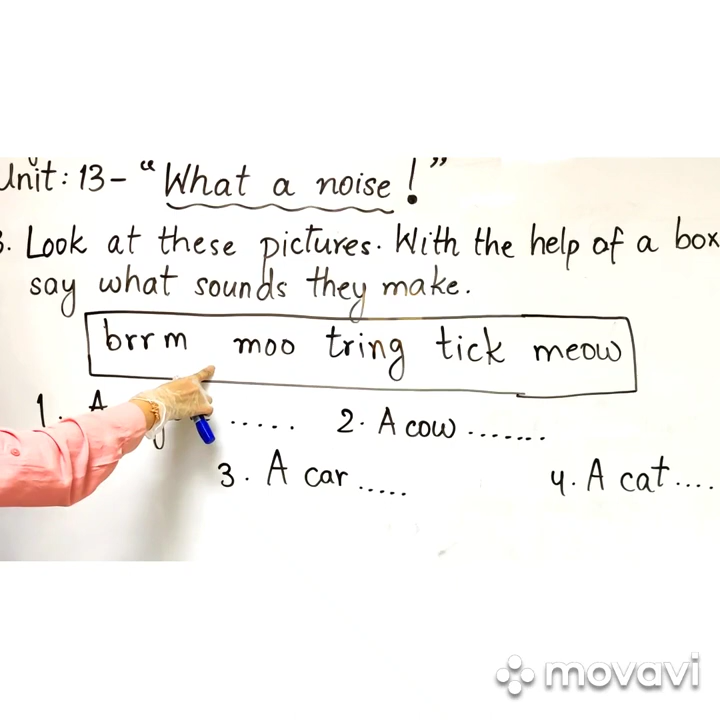 Unit: 13- "What a noise!"
3. Look at these pictures. With the help of a box
say what sounds they make.
brrm moo tring tick meow
1. A ..... 2. A cow .......
3. A car ..... 4. A cat ....
movavi